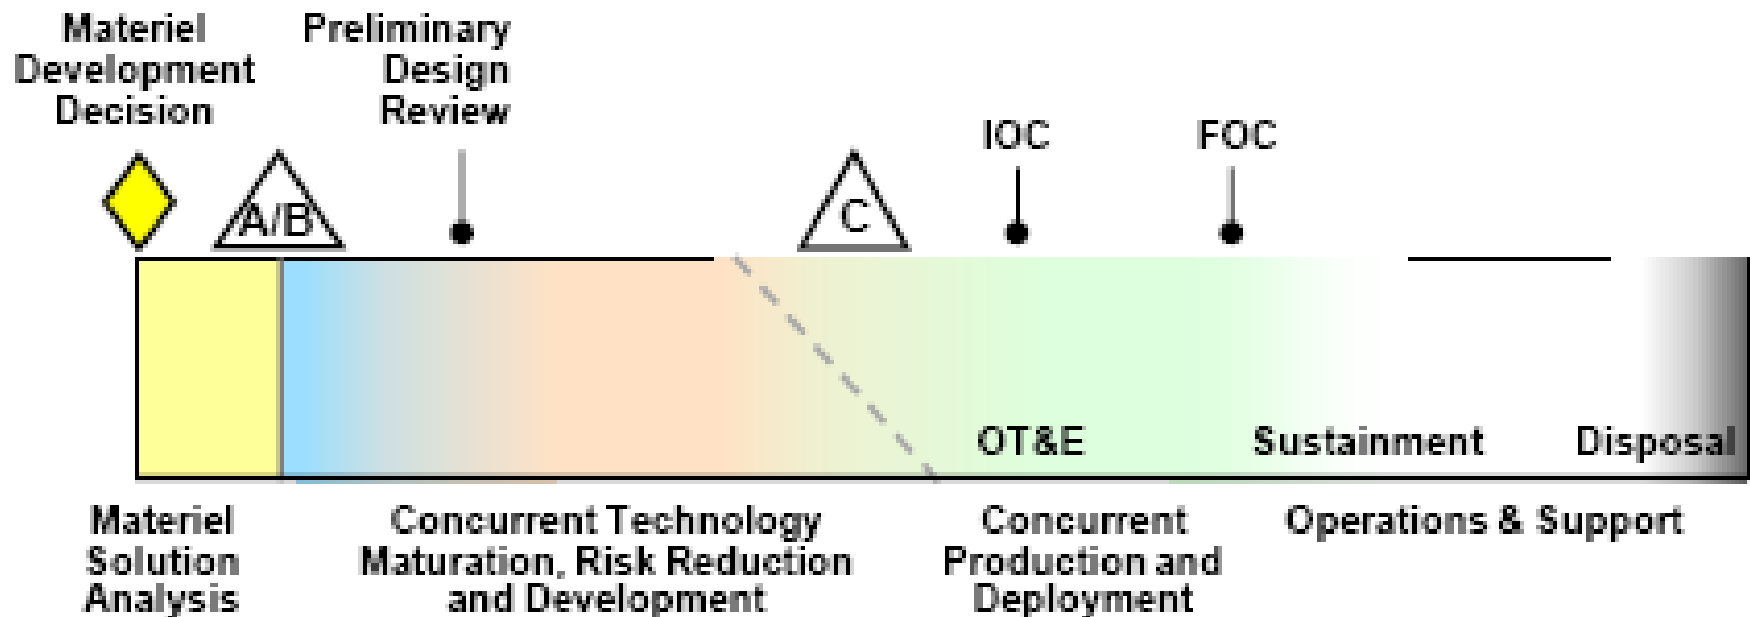 Materiel
Development
Decision
Preliminary
Design
Review
IOC
FOC
A/B
C
OT&E
Sustainment
Disposal
Materiel
Solution
Analysis
Concurrent Technology
Maturation, Risk Reduction
and Development
Concurrent
Production and
Deployment
Operations & Support